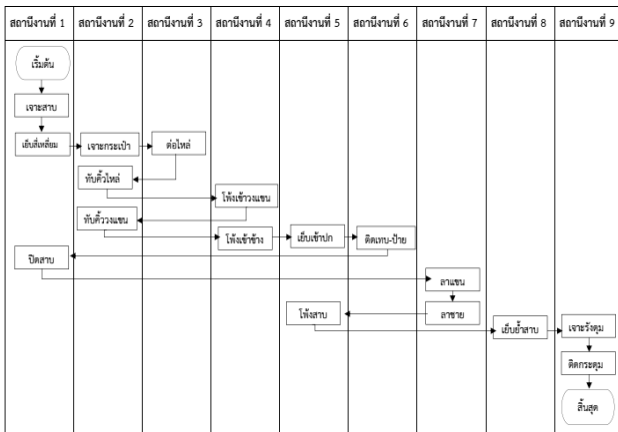 สถานีงานที่ 1 สถานีงานที่ 2 สถานีงานที่ 3 สถานีงานที่ 4 สถานีงานที่ 5 สถานีงานที่ 6 สถานีงานที่ 7 สถานีงานที่ 8 สถานีงานที่ 9
เริ่มต้น
เจาะสาบ
เย็บสี่เหลี่ยม เจาะกระเป๋า ต่อไหล่
ทับคิ้วไหล่
โพ้งเข้าวงแขน
ทับคิ้ววงแขน
โพ้งเข้าข้าง เย็บเข้าปก ติดเทบ-ป้าย
ปิดสาบ
ลาแขน
โพ้งสาบ ลาชาย
เย็บย้ำสาบ เจาะรังดุม
ติดกระดุม
สิ้นสุด